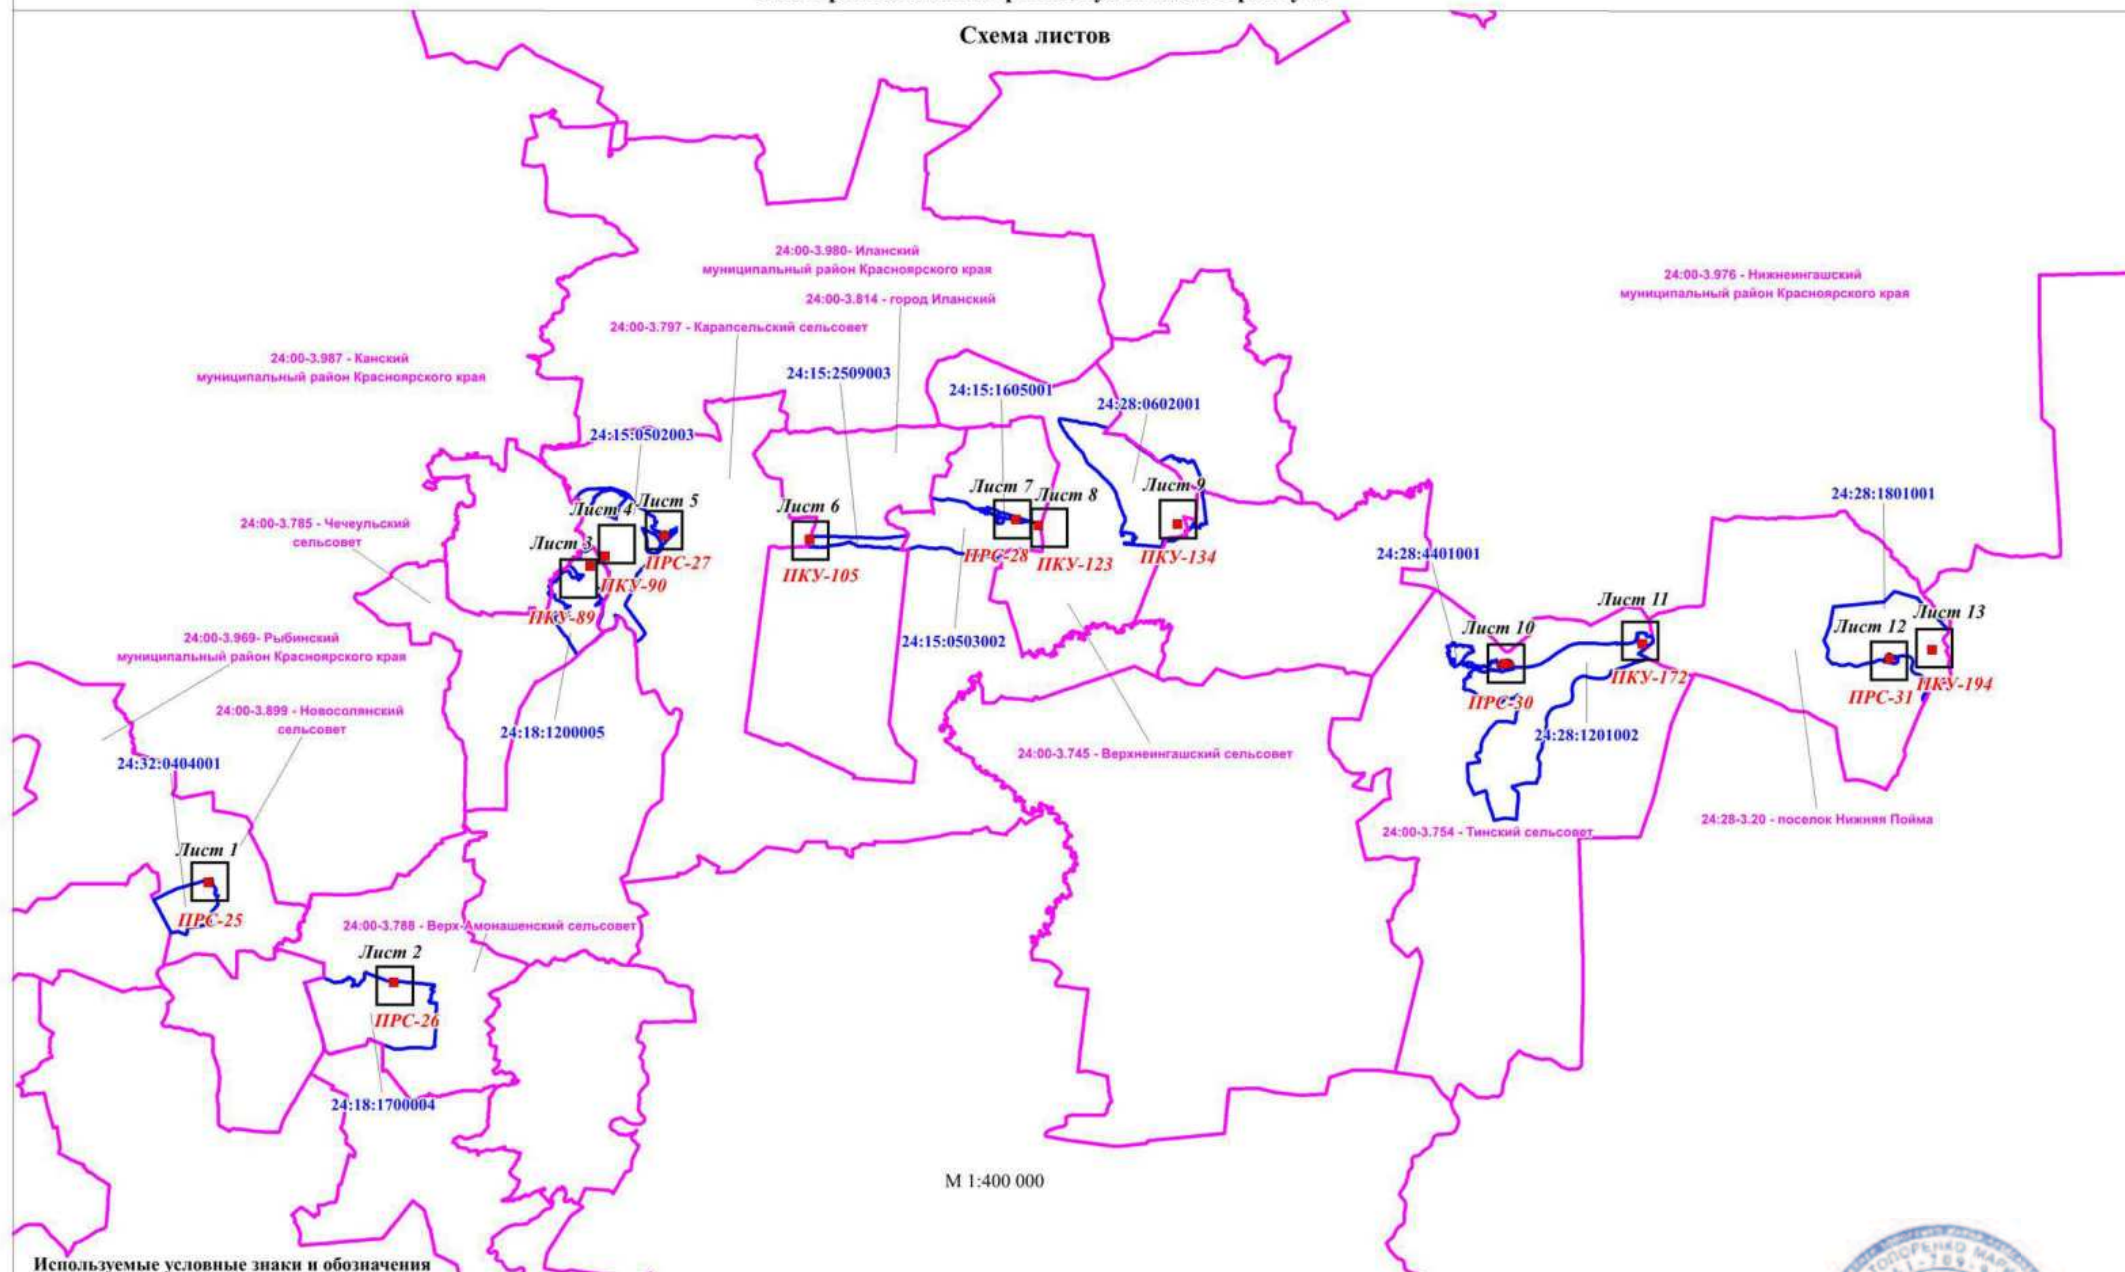 Схема листов
24:00-3.980- Иланский
муниципальный район Красноярского края
24:00-3.814 - город Иланский
24:00-3.797 - Карапсельский сельсовет
24:00-3.976 - Нижнеингашский
муниципальный район Красноярского края
24:00-3.987 - Канский
муниципальный район Красноярского края
24:15:2509003
24:15:1605001
24:28:0602001
24:15:0502003
Лист 7
Лист 8
Лист 9
Лист 5
Лист 4
Лист 6
24:28:1801001
24:00-3.785 - Чечеульский
сельсовет
Лист 3
ПРС-27
ПКУ-105
ПРС-28
ПКУ-123
ПКУ-134
24:28:4401001
ПКУ-90
ПКУ-89
Лист 11
Лист 13
Лист 10
Лист 12
24:00-3.969- Рыбинский
муниципальный район Красноярского края
24:15:0503002
ПКУ-172
ПКУ-194
ПРС-30
ПРС-31
24:00-3.899 - Новосолянский
сельсовет
24:18:1200005
24:28:1201002
24:00-3.745 - Верхнеингашский сельсовет
24:32:0404001
24:00-3.754 - Тинский сельсовет
24:28-3.20 - поселок Нижняя Пойма
Лист 1
ПРС-25
24:00-3.788 - Верх-Амонашенский сельсовет
Лист 2
ПРС-26
24:18:1700004
М 1:400 000
Используемые условные знаки и обозначения